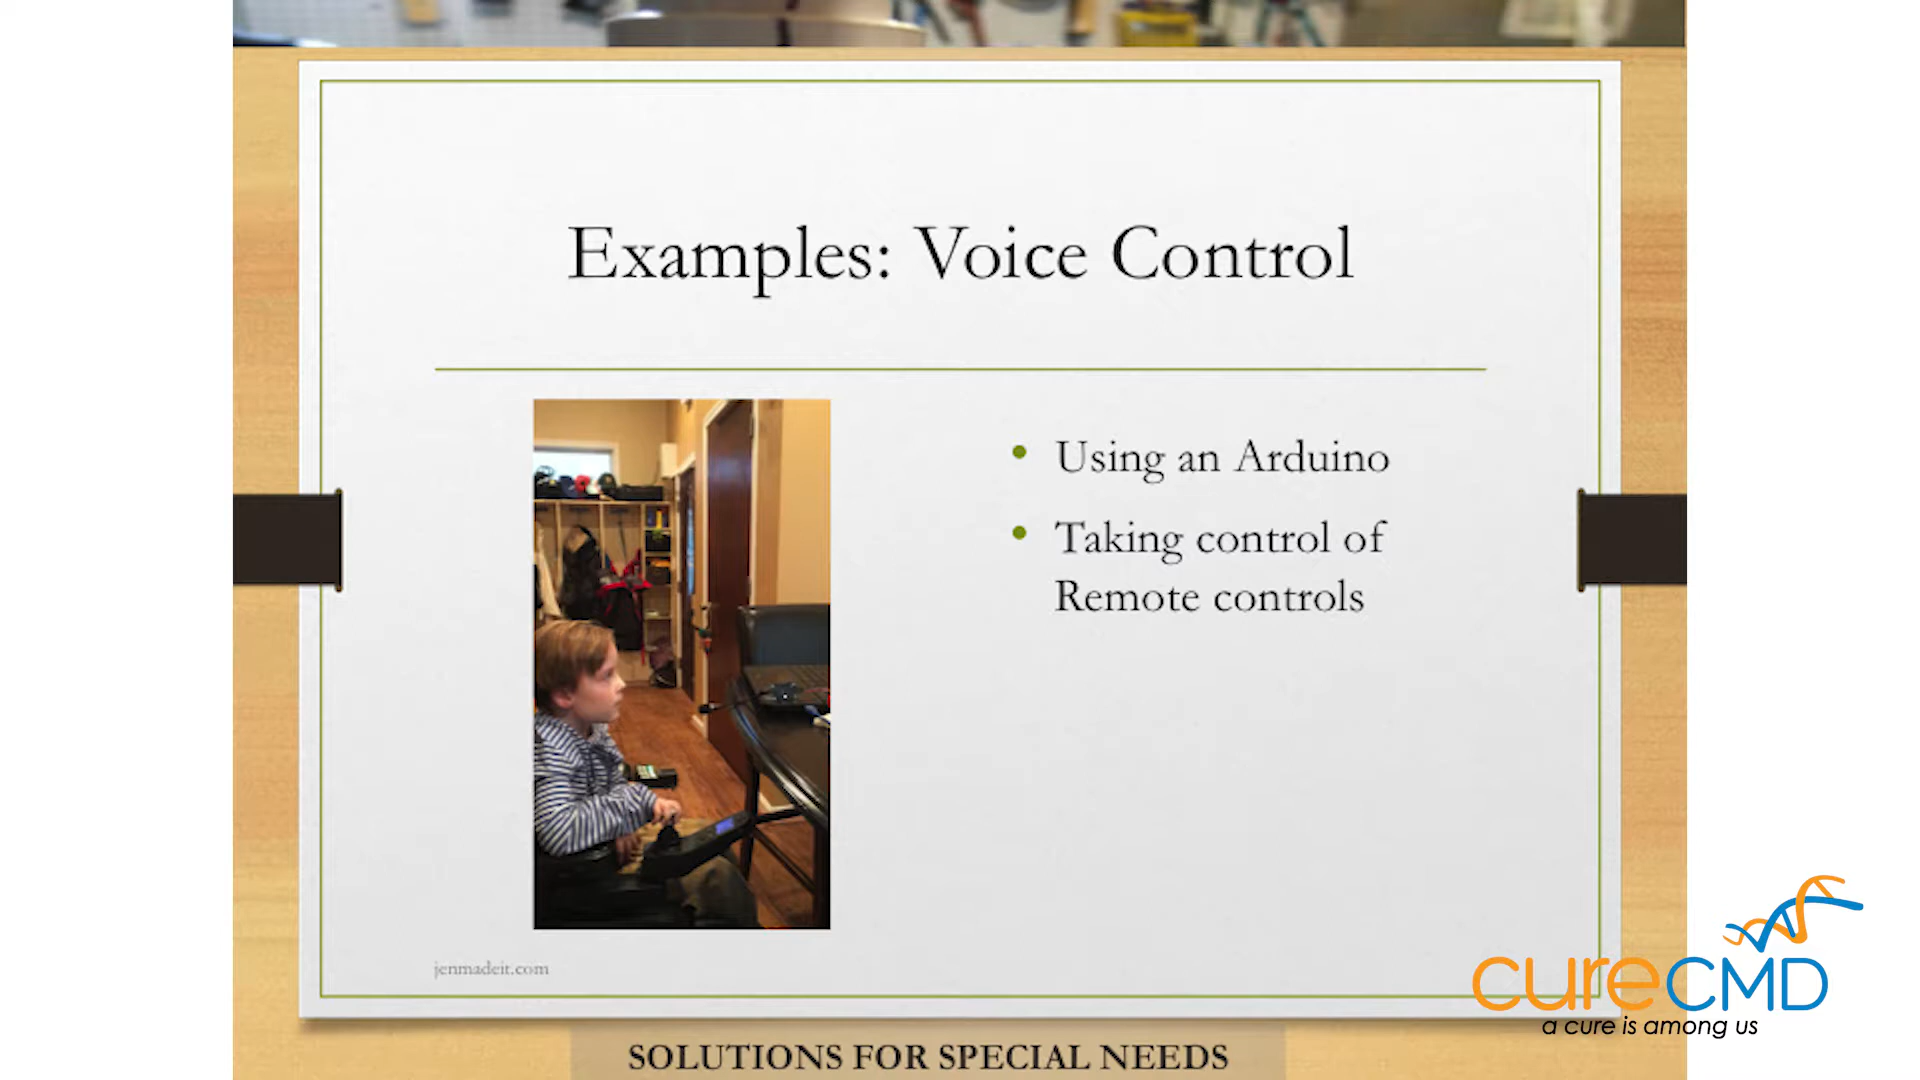 Examples: Voice Control
Using an Arduino
Taking control of
Remote controls
jenmadeit.com
cureCMD
a cure is among us
SOLUTIONS FOR SPECIAL NEEDS